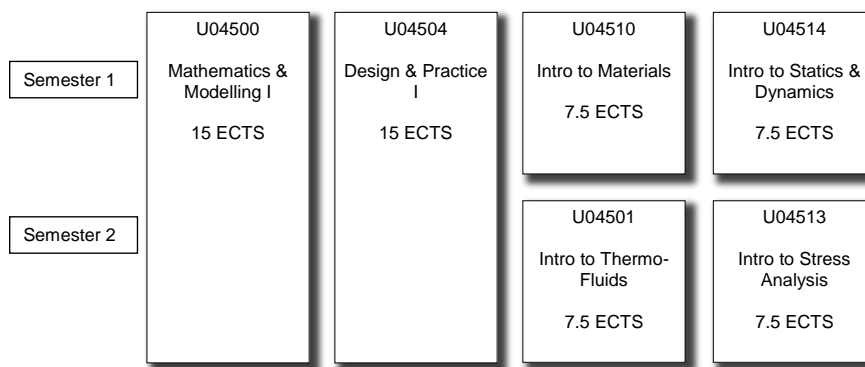 U04500
Mathematics &
Modelling I
15 ECTS
U04504
Design & Practice
I
15 ECTS
U04510
Intro to Materials
7.5 ECTS
U04514
Intro to Statics &
Dynamics
7.5 ECTS
Semester 1
Semester 2
U04501
Intro to Thermo-
Fluids
7.5 ECTS
U04513
Intro to Stress
Analysis
7.5 ECTS